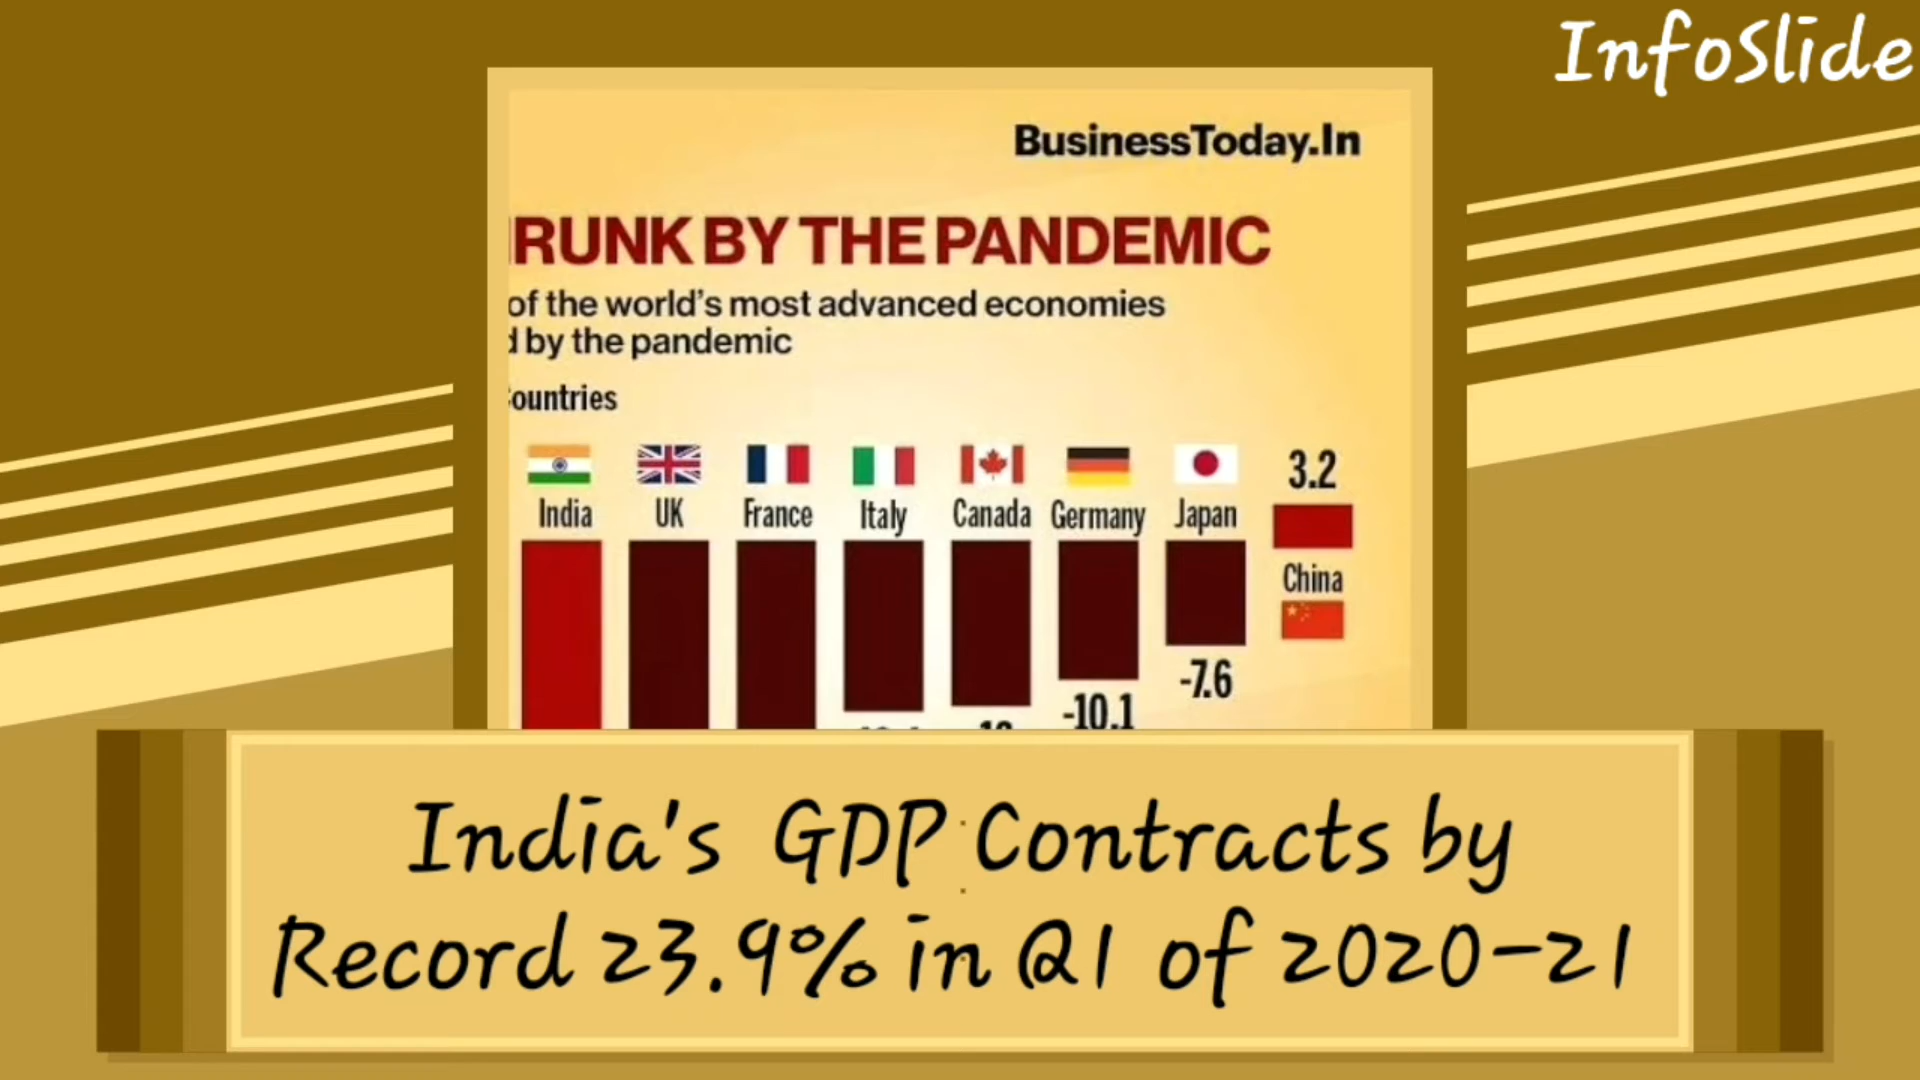 InfoSlide
BusinessToday.In
RUNK BY THE PANDEMIC
of the world's most advanced economies
by the pandemic
ountries
India UK France Italy Canada Germany Japan 3.2
China
-7.6
-10.1
India's GDP Contracts by
Record 23.9% in Q1 of 2020-21